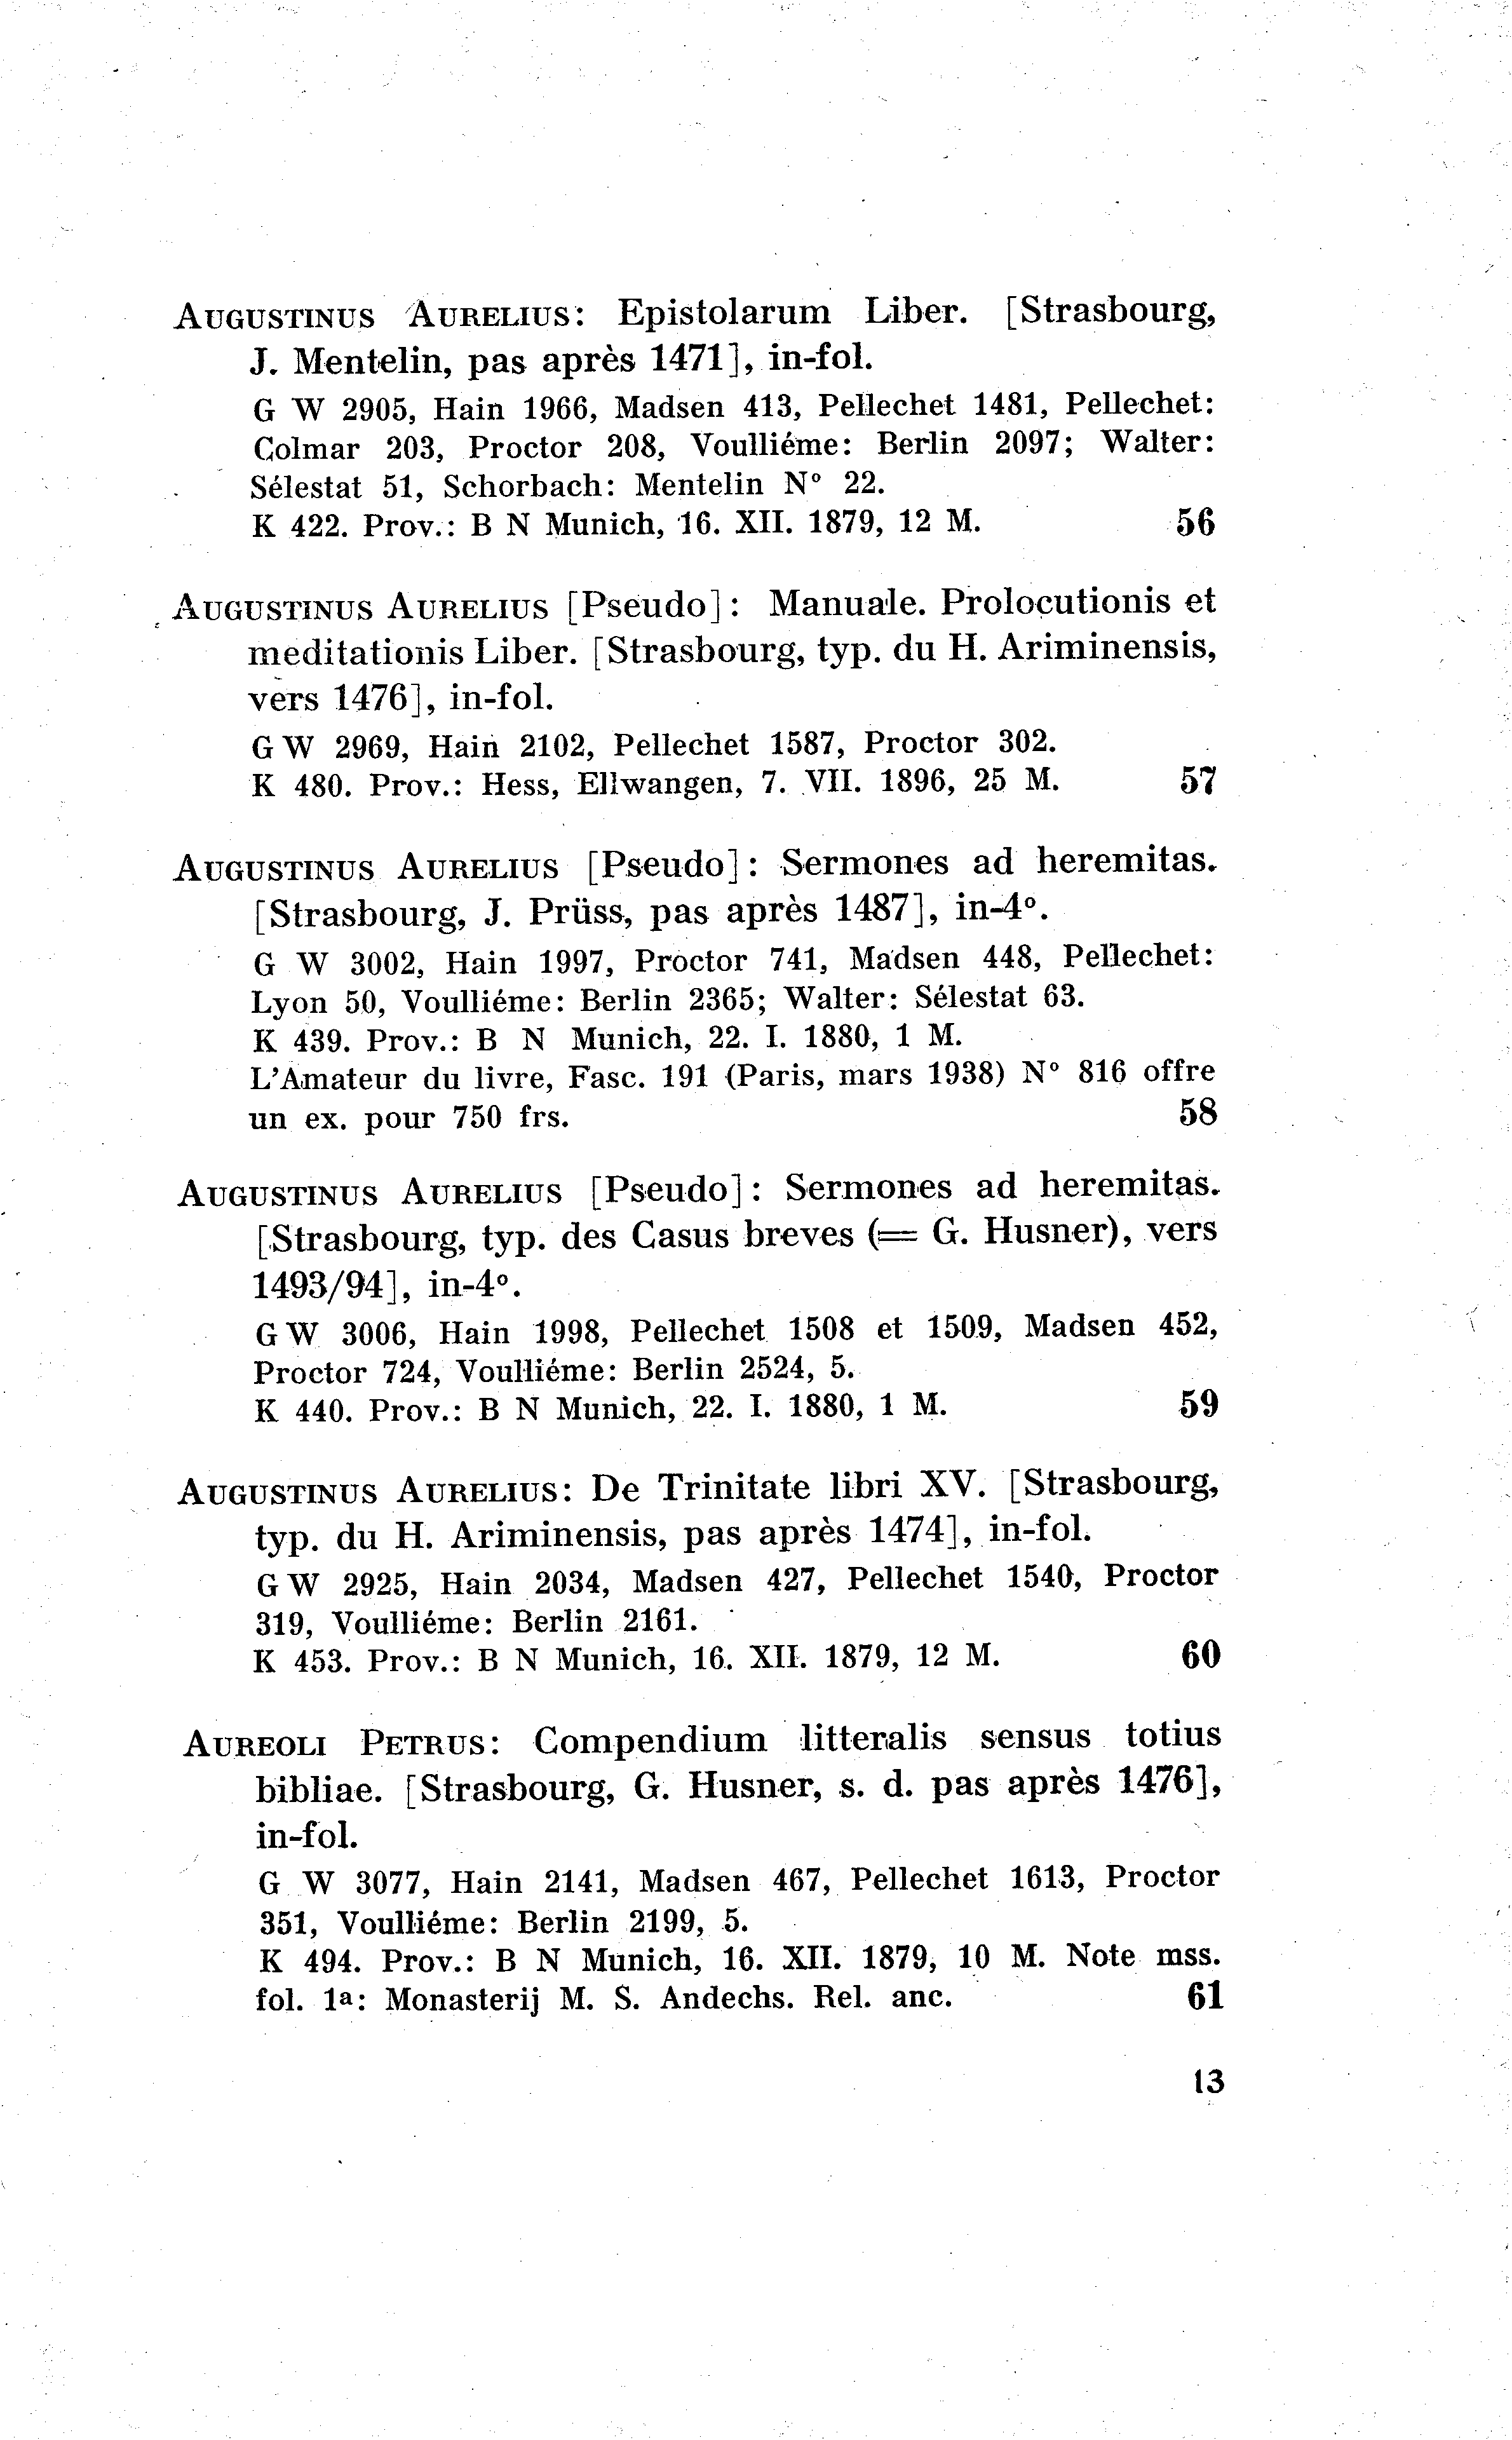 AUGUSTINUS AURELIUS: Epistolarum Liber. [Strasbourg,
J. Mentelin, pas après 1471], in-fol.
G W 2905, Hain 1966, Madsen 413, Pellechet 1481, Pellechet:
Colmar 203, Proctor 208, Voulliéme: Berlin 2097; Walter:
Sélestat 51, Schorbach: Mentelin N° 22.
K 422. Prov.: B N Munich, 16. XII. 1879, 12 M. 56
AUGUSTINUS AURELIUS [Pseudo]: Manuale. Prolocutionis et
meditationis Liber. [Strasbourg, typ. du H. Ariminensis,
vers 1476], in-fol.
G W 2969, Hain 2102, Pellechet 1587, Proctor 302.
K 480. Prov.: Hess, Ellwangen, 7. VII. 1896, 25 M. 57
AUGUSTINUS AURELIUS [Pseudo]: Sermones ad heremitas.
[Strasbourg, J. Prüss, pas après 1487], in-4°.
G W 3002, Hain 1997, Proctor 741, Madsen 448, Pellechet:
Lyon 50, Voulliéme: Berlin 2365; Walter: Sélestat 63.
K 439. Prov.: B N Munich, 22. I. 1880, 1 M.
L'Amateur du livre, Fasc. 191 (Paris, mars 1938) N° 816 offre
un ex. pour 750 frs. 58
AUGUSTINUS AURELIUS [Pseudo]: Sermones ad heremitas.
[Strasbourg, typ. des Casus breves (= G. Husner), vers
1493/94], in-4°.
G W 3006, Hain 1998, Pellechet 1508 et 1509, Madsen 452,
Proctor 724, Voulliéme: Berlin 2524, 5.
K 440. Prov.: B N Munich, 22. I. 1880, 1 M. 59
AUGUSTINUS AURELIUS: De Trinitate libri XV. [Strasbourg,
typ. du H. Ariminensis, pas après 1474], in-fol.
G W 2925, Hain 2034, Madsen 427, Pellechet 1540, Proctor
319, Voulliéme: Berlin 2161.
K 453. Prov.: B N Munich, 16. XII. 1879, 12 M. 60
AUREOLI PETRUS: Compendium litteralis sensus totius
bibliae. [Strasbourg, G. Husner, s. d. pas après 1476],
in-fol.
G W 3077, Hain 2141, Madsen 467, Pellechet 1613, Proctor
351, Voulliéme: Berlin 2199, 5.
K 494. Prov.: B N Munich, 16. XII. 1879, 10 M. Note mss.
fol. 1ª: Monasterij M. S. Andechs. Rel. anc. 61
13